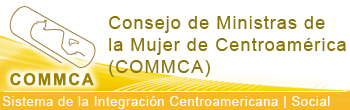 Consejo de Ministras de
la Mujer de Centroamérica
(COMMCA)
COMMCA
Sistema de la Integración Centroamericana | Social